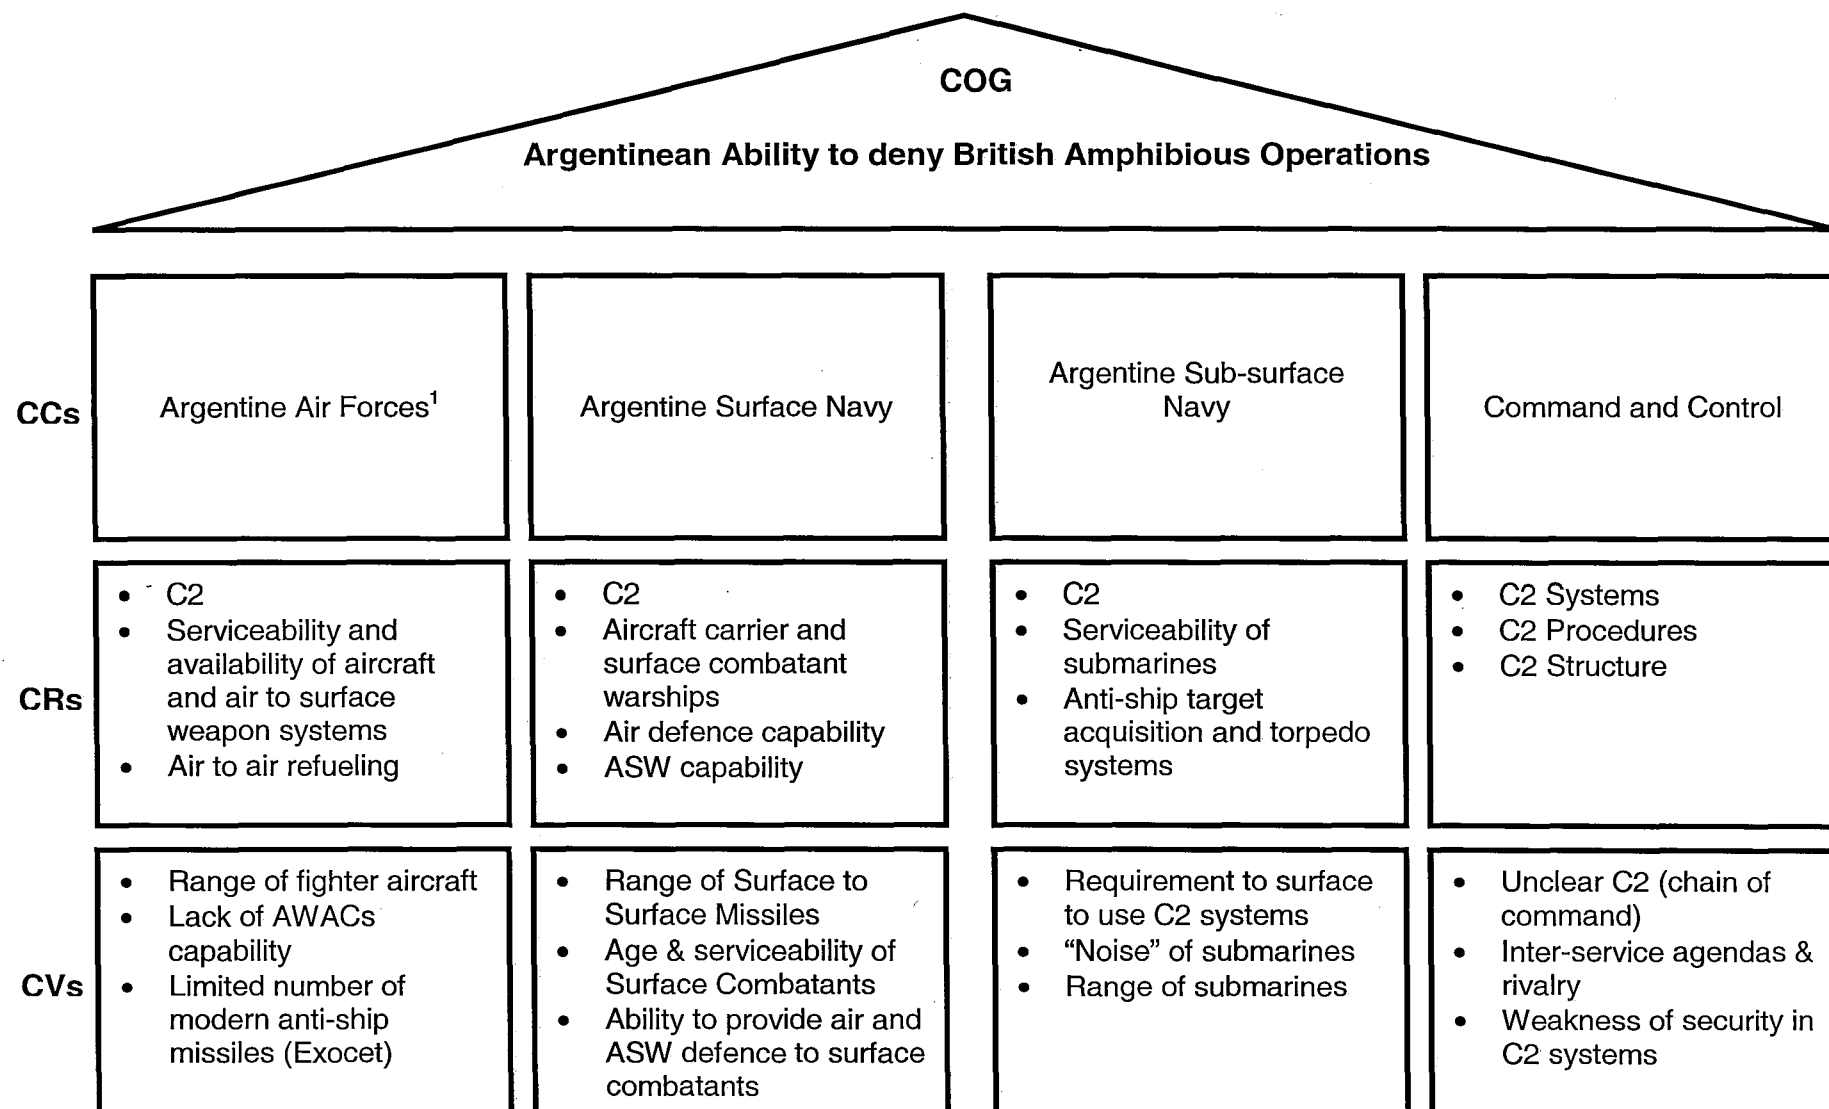 COG
Argentinean Ability to deny British Amphibious Operations
CCs
Argentine Air Forces¹
Argentine Surface Navy
Argentine Sub-surface
Navy
Command and Control
CRs
• C2
• Serviceability and
availability of aircraft
and air to surface
weapon systems
• Air to air refueling
• C2
• Aircraft carrier and
surface combatant
warships
• Air defence capability
• ASW capability
• C2
• Serviceability of
submarines
• Anti-ship target
acquisition and torpedo
systems
• C2 Systems
• C2 Procedures
• C2 Structure
CVs
• Range of fighter aircraft
• Lack of AWACs
capability
• Limited number of
modern anti-ship
missiles (Exocet)
• Range of Surface to
Surface Missiles
• Age & serviceability of
Surface Combatants
• Ability to provide air and
ASW defence to surface
combatants
• Requirement to surface
to use C2 systems
• “Noise” of submarines
• Range of submarines
• Unclear C2 (chain of
command)
• Inter-service agendas &
rivalry
• Weakness of security in
C2 systems